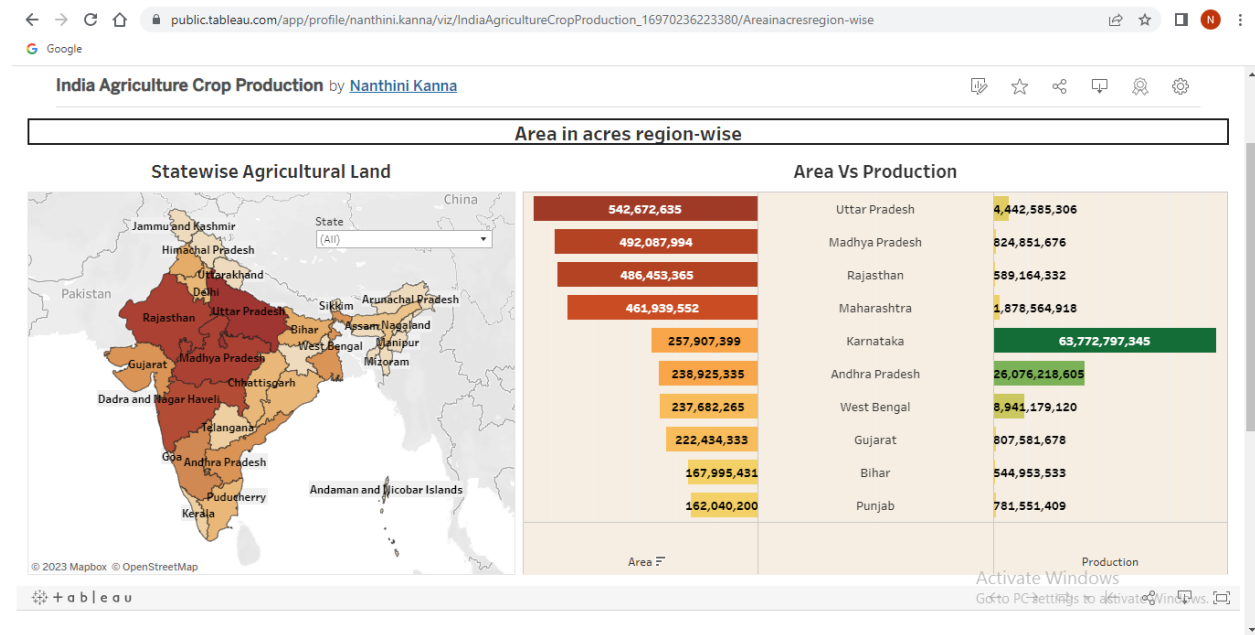 public.tableau.com/app/profile/nanthini.kanna/viz/IndiaAgricultureCropProduction_16970236223380/Areainacresregion-wise
N
G Google
India Agriculture Crop Production by Nanthini Kanna
Area in acres region-wise
Statewise Agricultural Land
China
Jammu and Kashmir
State
(All)
Himachal Pradesh
Uttarakhand
Pakistan
Delhi
Sikkim
Arunachal Pradesh
Rajasthan
Uttar Pradesh
Bihar
Assam
Nagaland
West Bengal
Manipur
Mizoram
Gujarat
Madhya Pradesh
Chhattisgarh
Dadra and Nagar Haveli
Telangana
Goa
Andhra Pradesh
Puducherry
Andaman and Nicobar Islands
Kerala
© 2023 Mapbox © OpenStreetMap
Area Vs Production
542,672,635 Uttar Pradesh 4,442,585,306
492,087,994 Madhya Pradesh 824,851,676
486,453,365 Rajasthan 589,164,332
461,939,552 Maharashtra 1,878,564,918
257,907,399 Karnataka 63,772,797,345
238,925,335 Andhra Pradesh 26,076,218,605
237,682,265 West Bengal 8,941,179,120
222,434,333 Gujarat 807,581,678
167,995,431 Bihar 544,953,533
162,040,200 Punjab 781,551,409
Area Production
Activate Windows
Go to PC settings to activate Windows.
+ a b l e a u